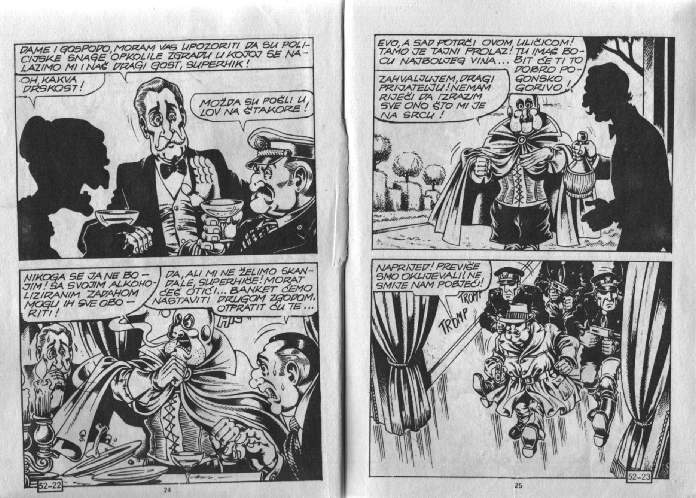 DAME I GOSPODO, MORAM VAS UPOZORITI DA SU POLI-
CIJSKE SNAGE OPKOLILE ZGRADU U KOJOJ SE NA-
LAZIMO MI I NAŠ DRAGI GOST, SUPERHIK!
OH, KAKVA
DRSKOST!
MOŽDA SU POŠLI U
LOV NA ŠTAKORE!
NIKOGA SE JA NE BO-
JIM! SA SVOJIM ALKOHO-
LIZIRANIM ZADAHOM
MOGU IH SVE OBO-
RITI!
DA, ALI MI NE ŽELIMO SKAN-
DALE, SUPERHIČE! MORAT
ĆEŠ OTIĆI... BANKET ĆEMO
NASTAVITI DRUGOM ZGODOM.
OTPRATIT ĆU TE...
52-22
24
EVO, A SAD POTRČI OVOM ULIČICOM!
TAMO JE TAJNI PROLAZ! TU IMAŠ BO-
CU NAJBOLJEG VINA... BIT ĆE TI TO
DOBRO PO-
GONSKO
GORIVO!
ZAHVALJUJEM, DRAGI
PRIJATELJU! NEMAM
RIJEČI DA IZRAZIM
SVE ONO ŠTO MI JE
NA SRCU!
NAPRIJED! PREVIŠE
SMO OKLIJEVALI! NE
SMIJE NAM POBJEĆI!
TROMP
TROMP
25
52-23